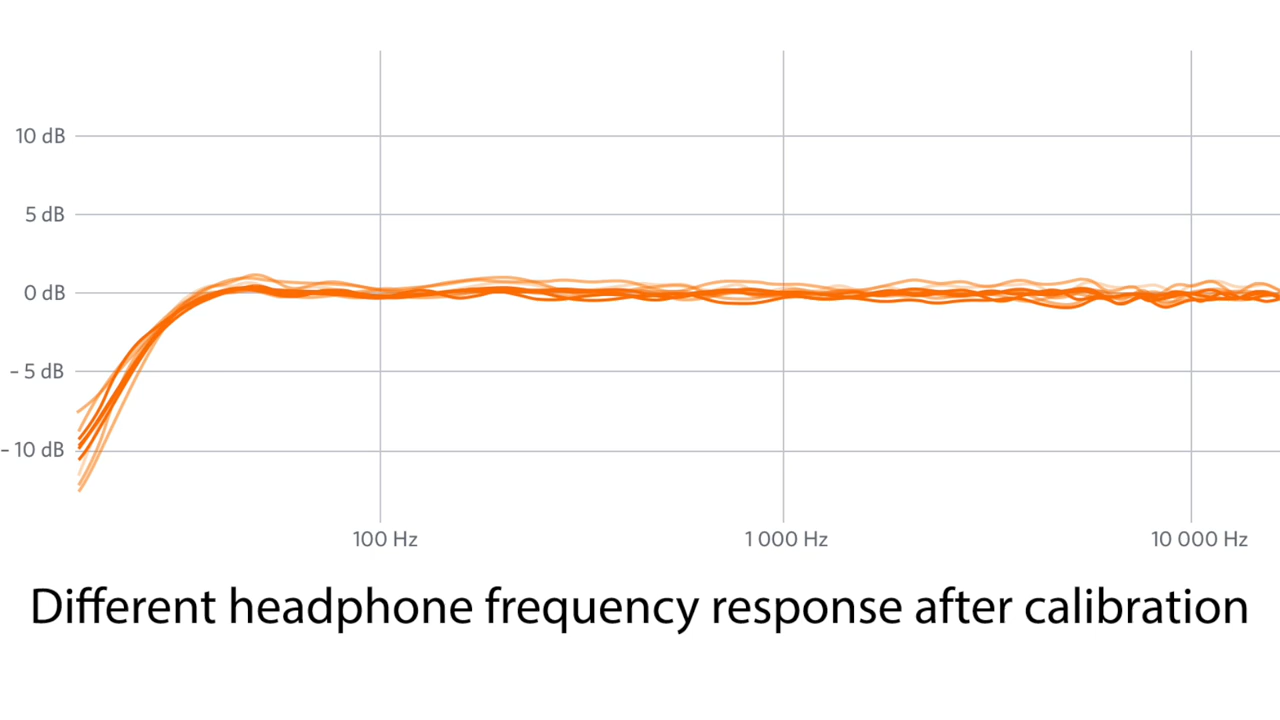 10 dB
5 dB
0 dB
- 5 dB
- 10 dB
100 Hz
1 000 Hz
10 000 Hz
Different headphone frequency response after calibration